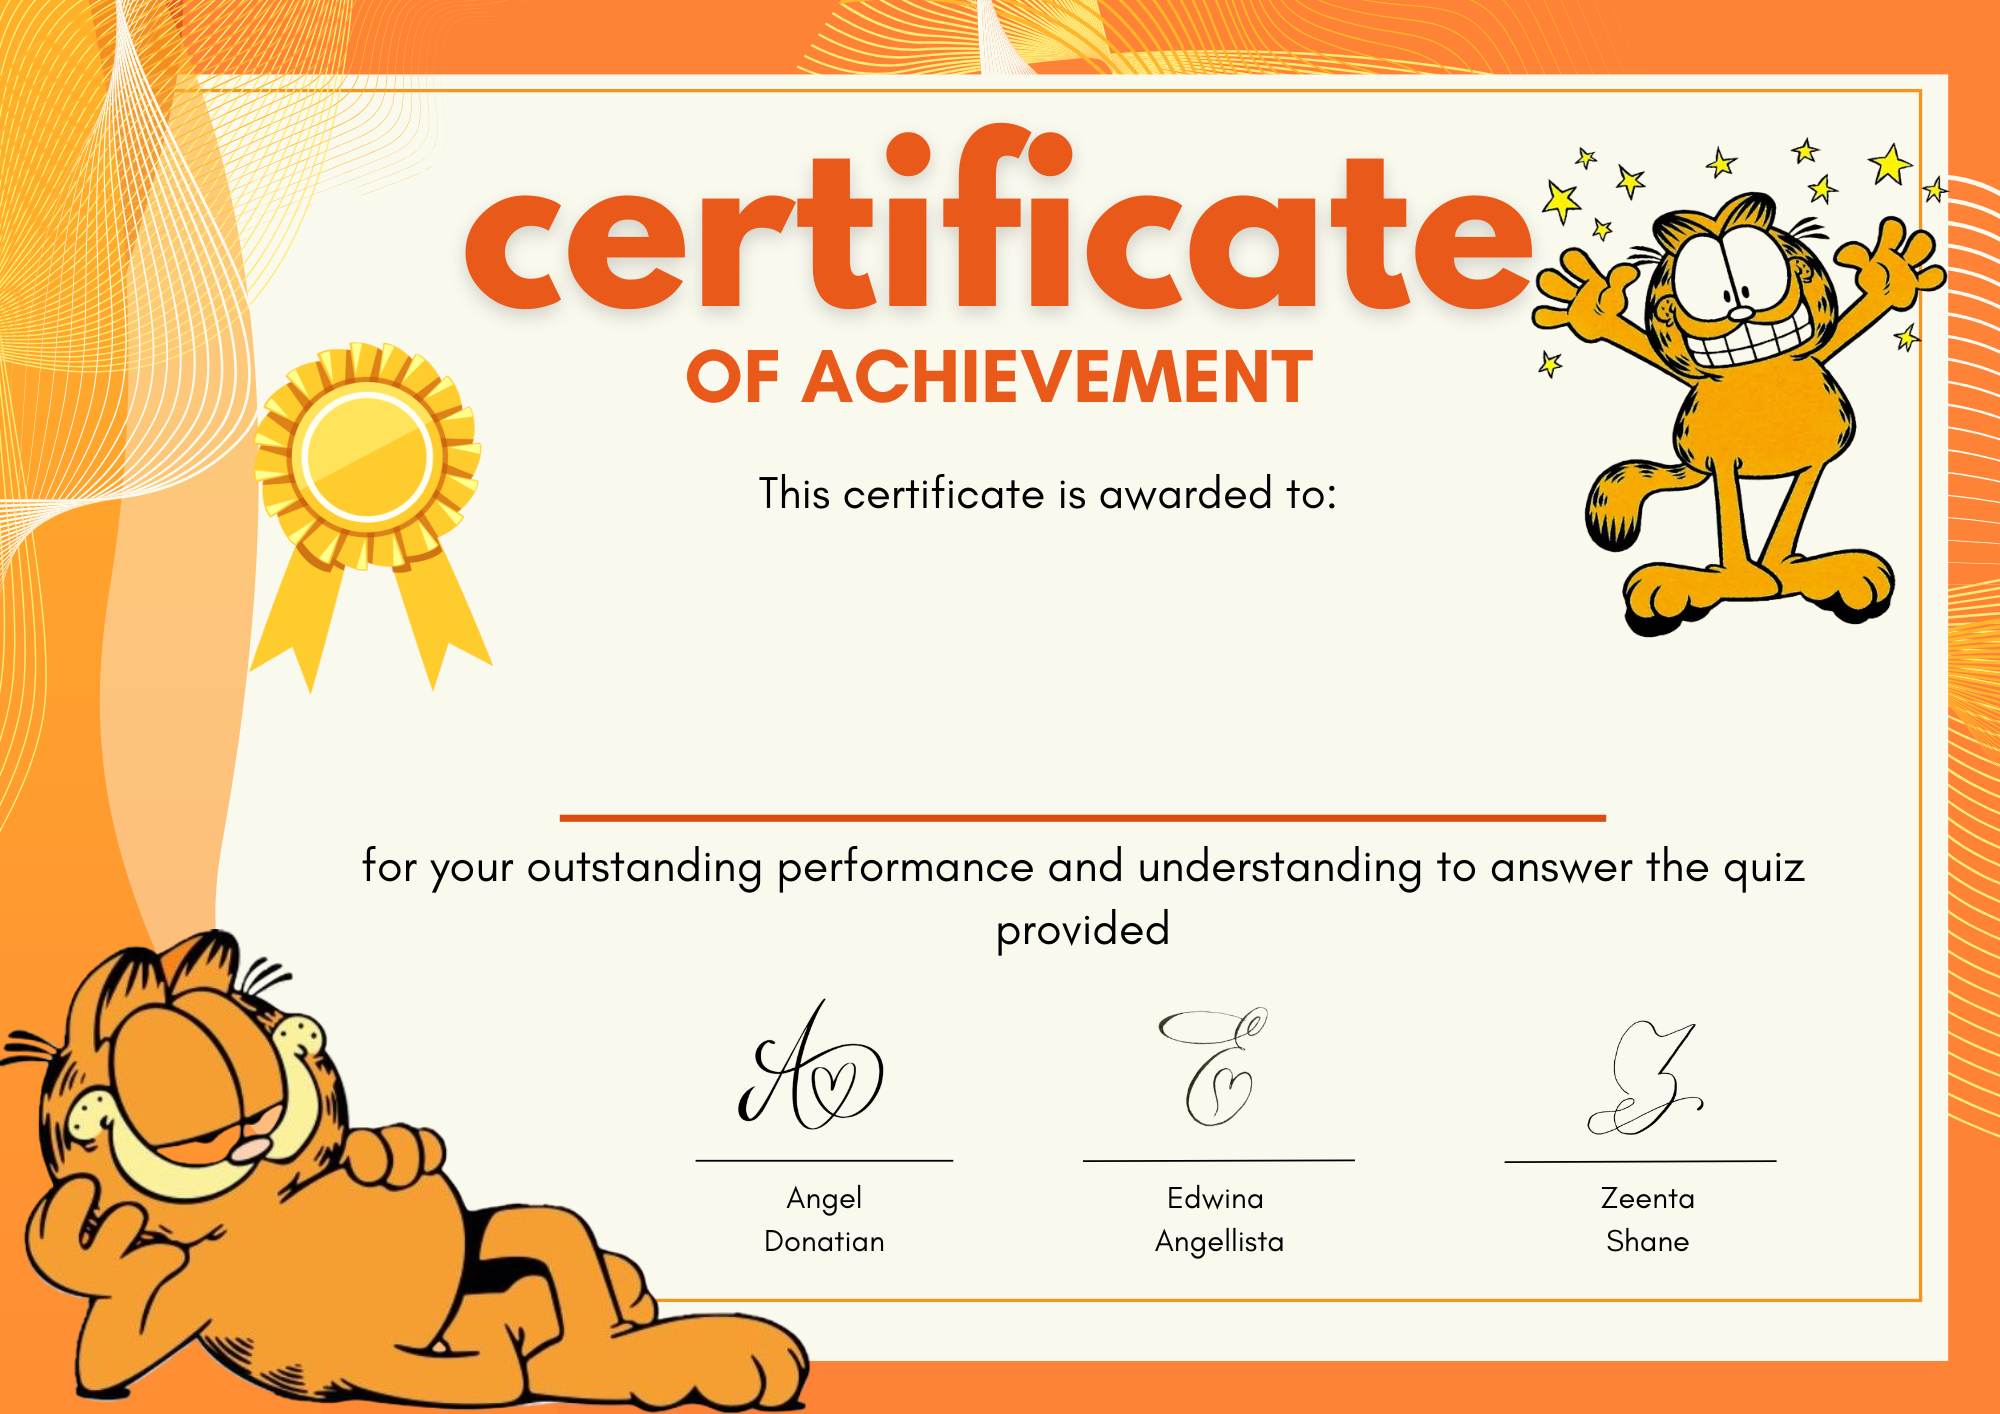 certificate
OF ACHIEVEMENT
This certificate is awarded to:
for your outstanding performance and understanding to answer the quiz
provided
A E Z
Angel Edwina Zeenta
Donatian Angellista Shane